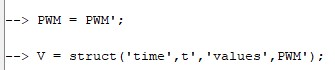 --> PWM = PWM';
--> V = struct('time',t','values',PWM');